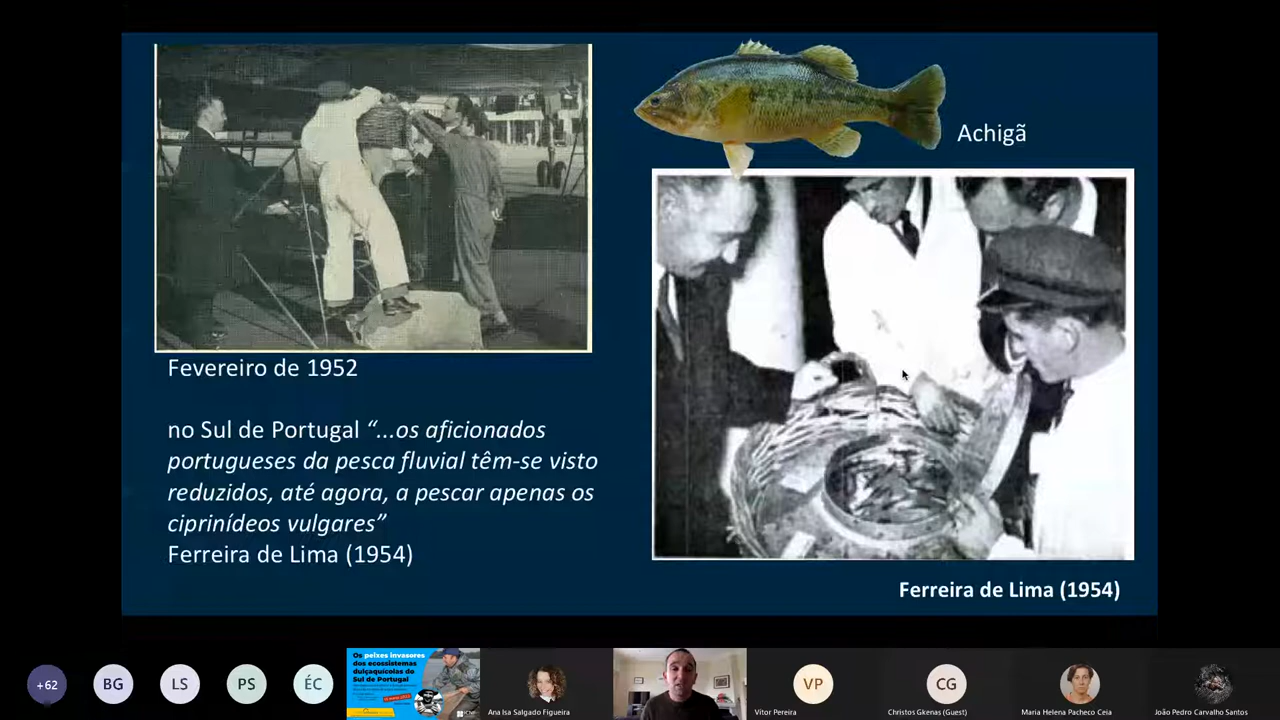 Achigã
Fevereiro de 1952
no Sul de Portugal “...os aficionados
portugueses da pesca fluvial têm-se visto
reduzidos, até agora, a pescar apenas os
ciprinídeos vulgares”
Ferreira de Lima (1954)
Ferreira de Lima (1954)
+62
BG
LS
PS
ÉC
Os peixes invasores
dos ecossistemas
dulçaquícolas do
Sul de Portugal
Ana Isa Salgado Figueira
VP
Vítor Pereira
CG
Christos Gkenas (Guest)
Maria Helena Pacheco Ceia
João Pedro Carvalho Santos